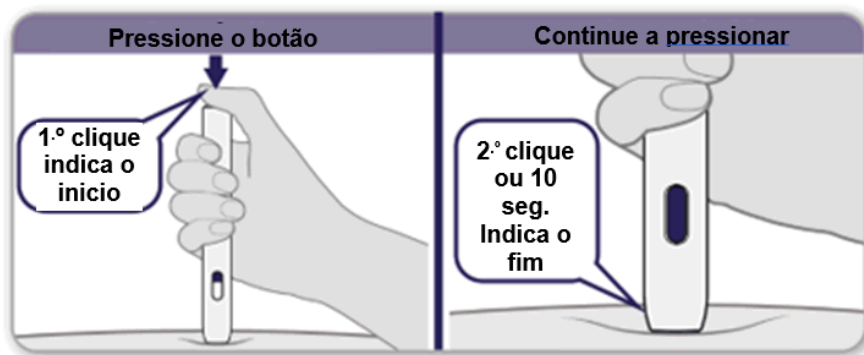 Pressione o botão
1.º clique
indica o
inicio
Continue a pressionar
2.º clique
ou 10
seg.
Indica o
fim